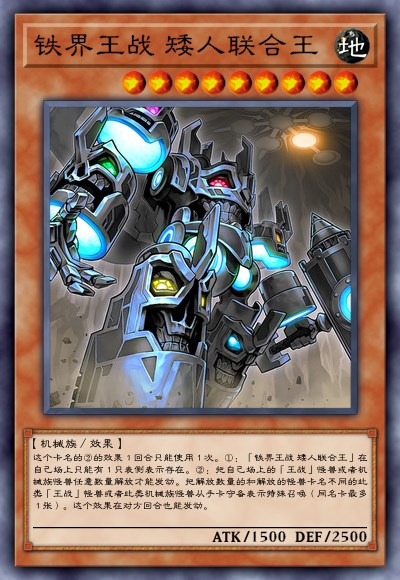 铁界王战 矮人联合王
地
【机械族／效果】
这个卡名的②的效果1回合只能使用1次。①：「铁界王战 矮人联合王」在
自己场上只能有1只表侧表示存在。②：把自己场上的「王战」怪兽或者机
械族怪兽任意数量解放才能发动。把解放数量的和解放的怪兽卡名不同的此
类「王战」怪兽或者此类机械族怪兽从手卡守备表示特殊召唤（同名卡最多
1张）。这个效果在对方回合也能发动。
ATK/1500 DEF/2500